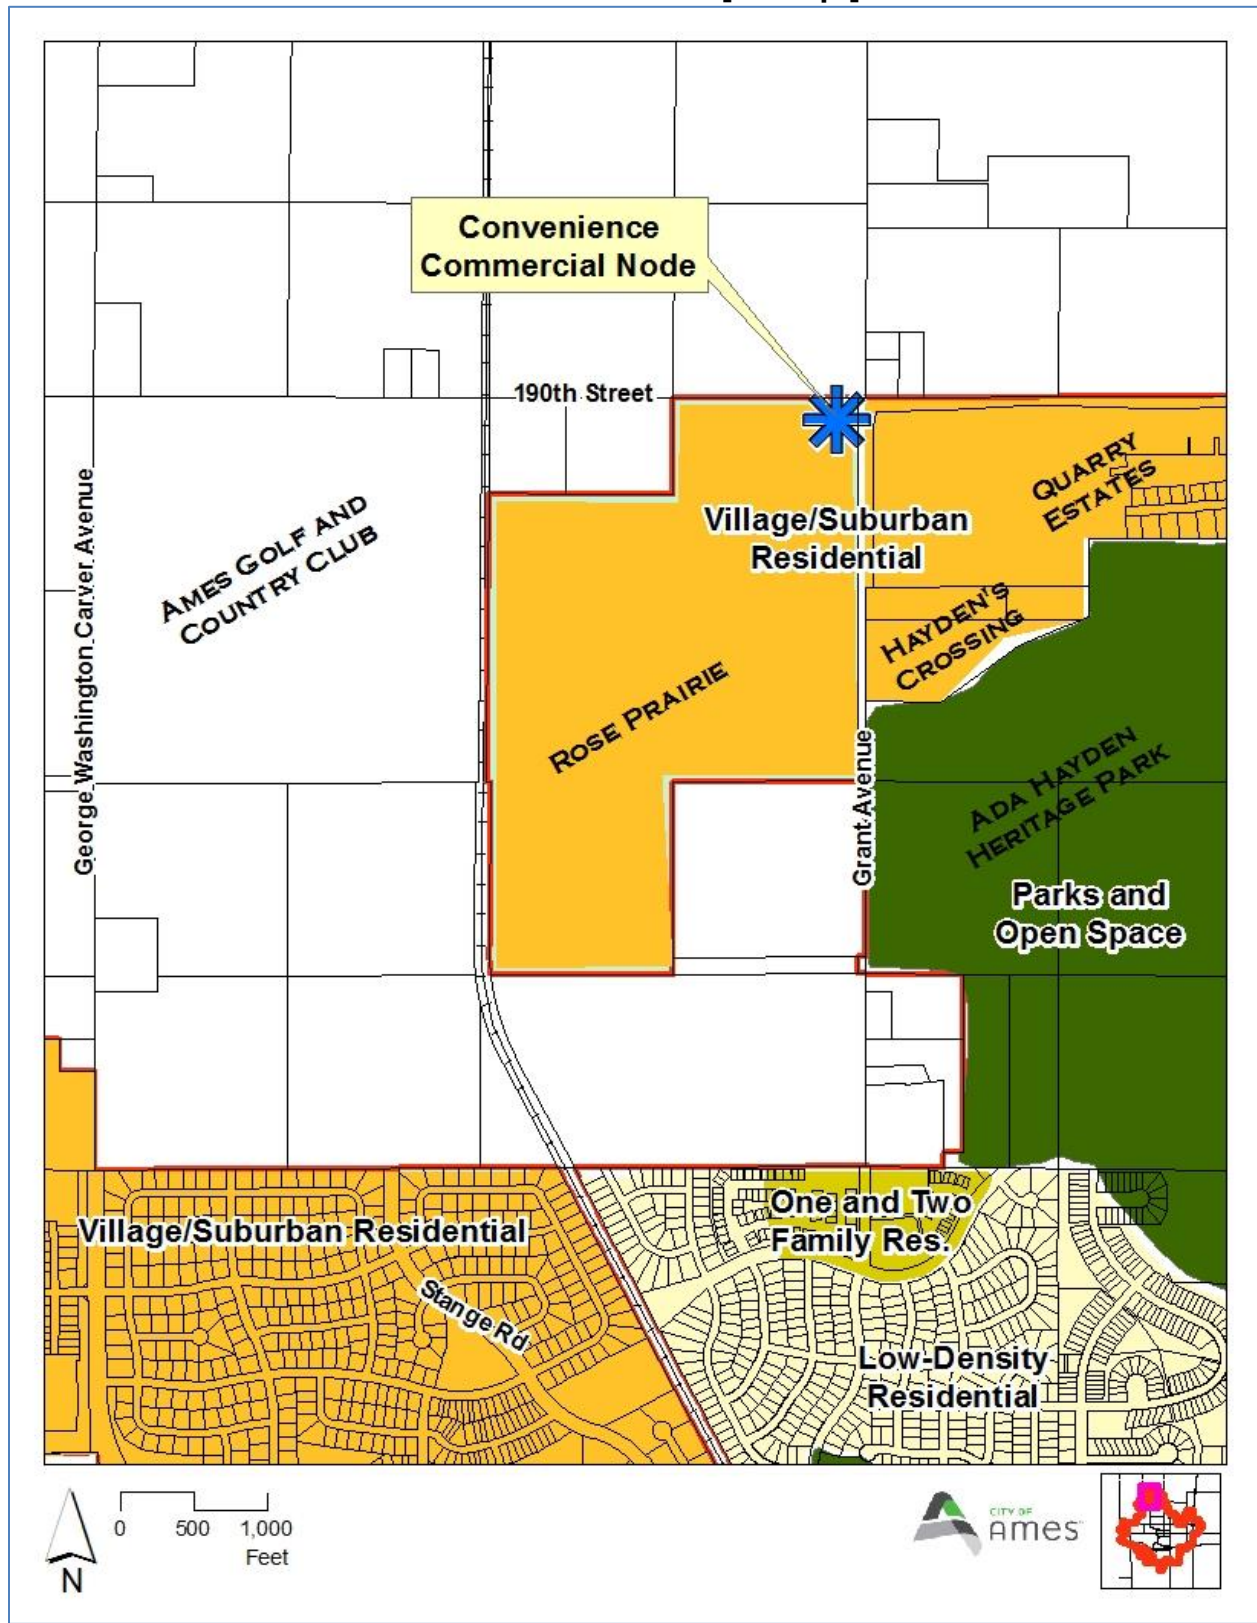 Convenience
Commercial Node
190th Street
George Washington Carver Avenue
AMES GOLF AND
COUNTRY CLUB
Village/Suburban
Residential
QUARRY
ESTATES
HAYDEN'S
CROSSING
ROSE PRAIRIE
Grant Avenue
ADA HAYDEN
HERITAGE PARK
Parks and
Open Space
Village/Suburban Residential
Stange Rd
One and Two
Family Res.
Low-Density
Residential
N
0 500 1,000
Feet
CITY OF
Ames